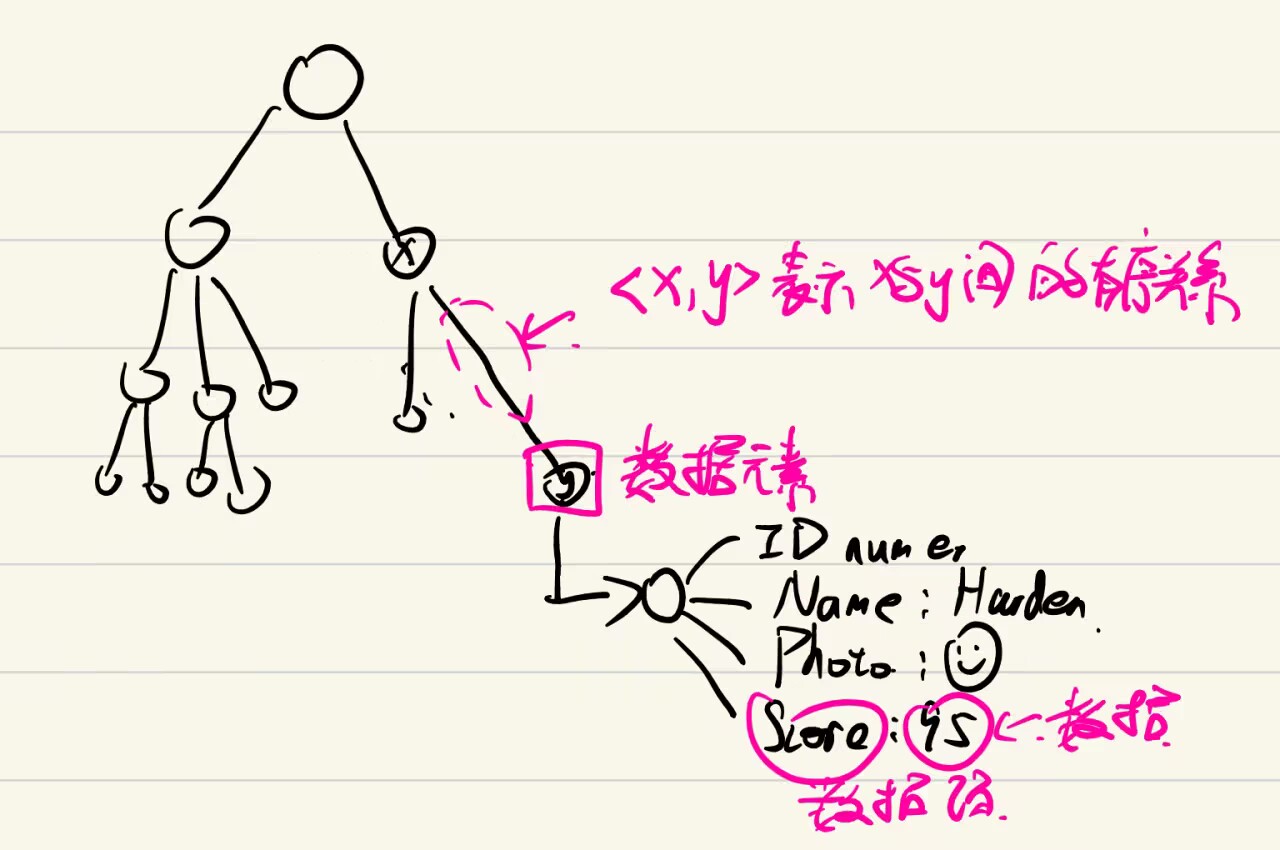 x
<x,y>表示x与y间的有序关系
y 数据元素
ID numer
Name: Harden.
Photo:
Score: 95 ← 数据
数据项.